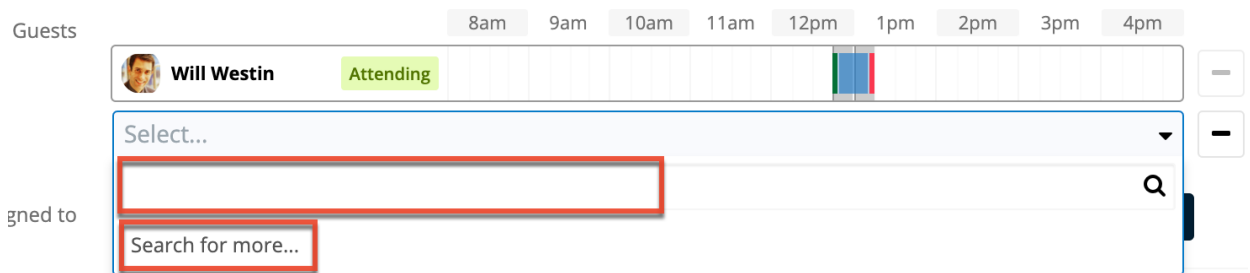 Guests
8am 9am 10am 11am 12pm 1pm 2pm 3pm 4pm
Will Westin Attending
Select...
gned to
Search for more...